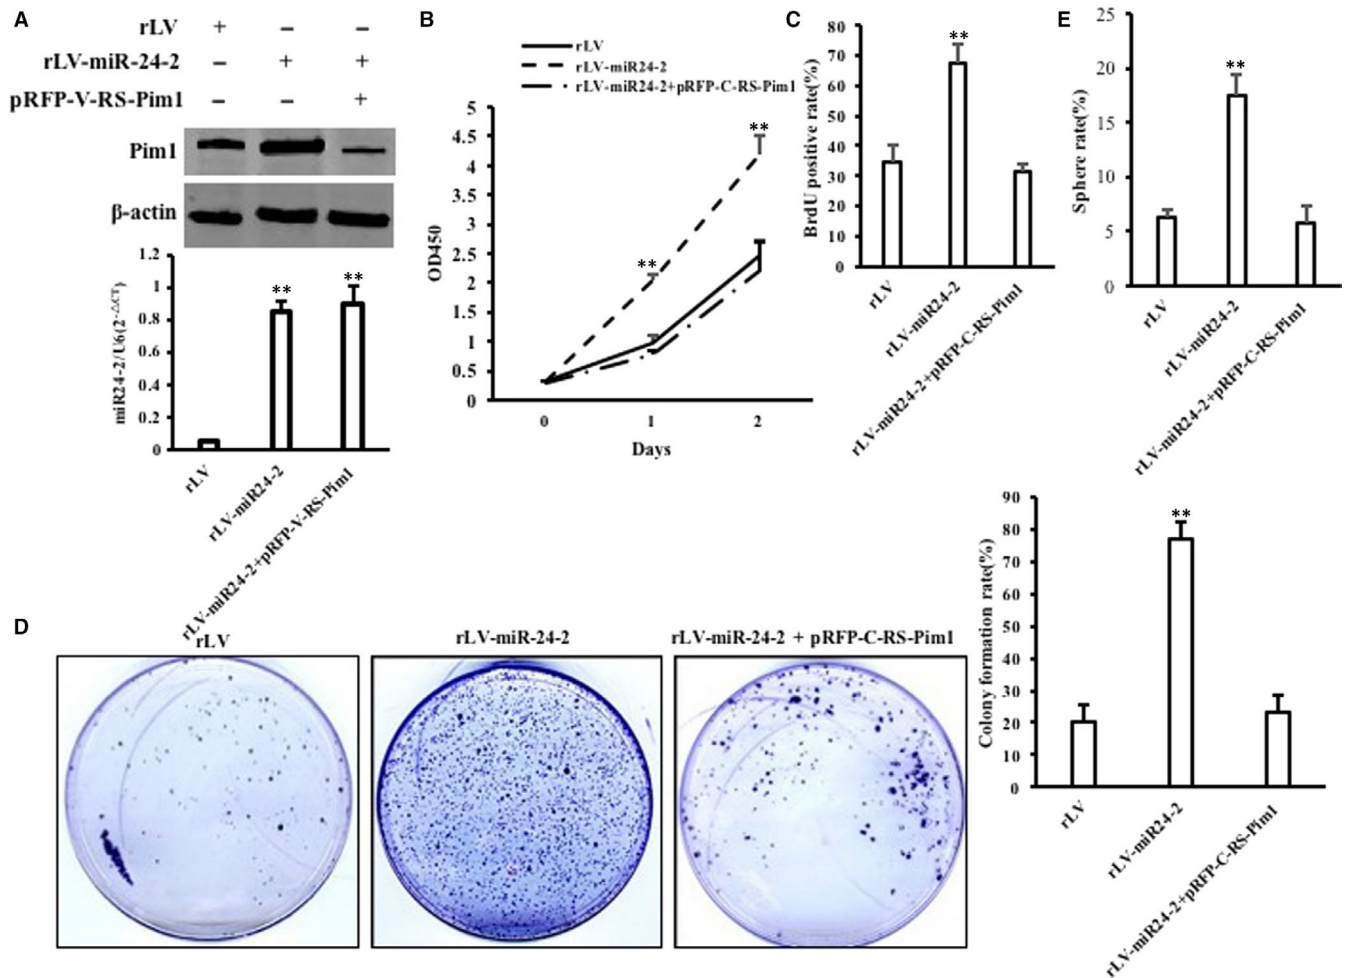 A
rLV + – –
rLV-miR-24-2 – + +
pRFP-V-RS-Pim1 – – +
Pim1
β-actin
1.2
1
0.8
0.6
0.4
0.2
0
miR24-2/U6(2-△CT)
**
**
rLV
rLV-miR24-2
rLV-miR24-2+pRFP-V-RS-Pim1
B
rLV
rLV-miR24-2
rLV-miR24-2+pRFP-C-RS-Pim1
5
4.5
4
3.5
3
2.5
2
1.5
1
0.5
0
OD450
**
**
0 1 2
Days
C
80
70
60
50
40
30
20
10
0
BrdU positive rate(%)
**
rLV
rLV-miR24-2
rLV-miR24-2+pRFP-C-RS-Pim1
E
25
20
15
10
5
0
Sphere rate(%)
**
rLV
rLV-miR24-2
rLV-miR24-2+pRFP-C-RS-Pim1
D
rLV
rLV-miR-24-2
rLV-miR-24-2 + pRFP-C-RS-Pim1
90
80
70
60
50
40
30
20
10
0
Colony formation rate(%)
**
rLV
rLV-miR24-2
rLV-miR24-2+pRFP-C-RS-Pim1